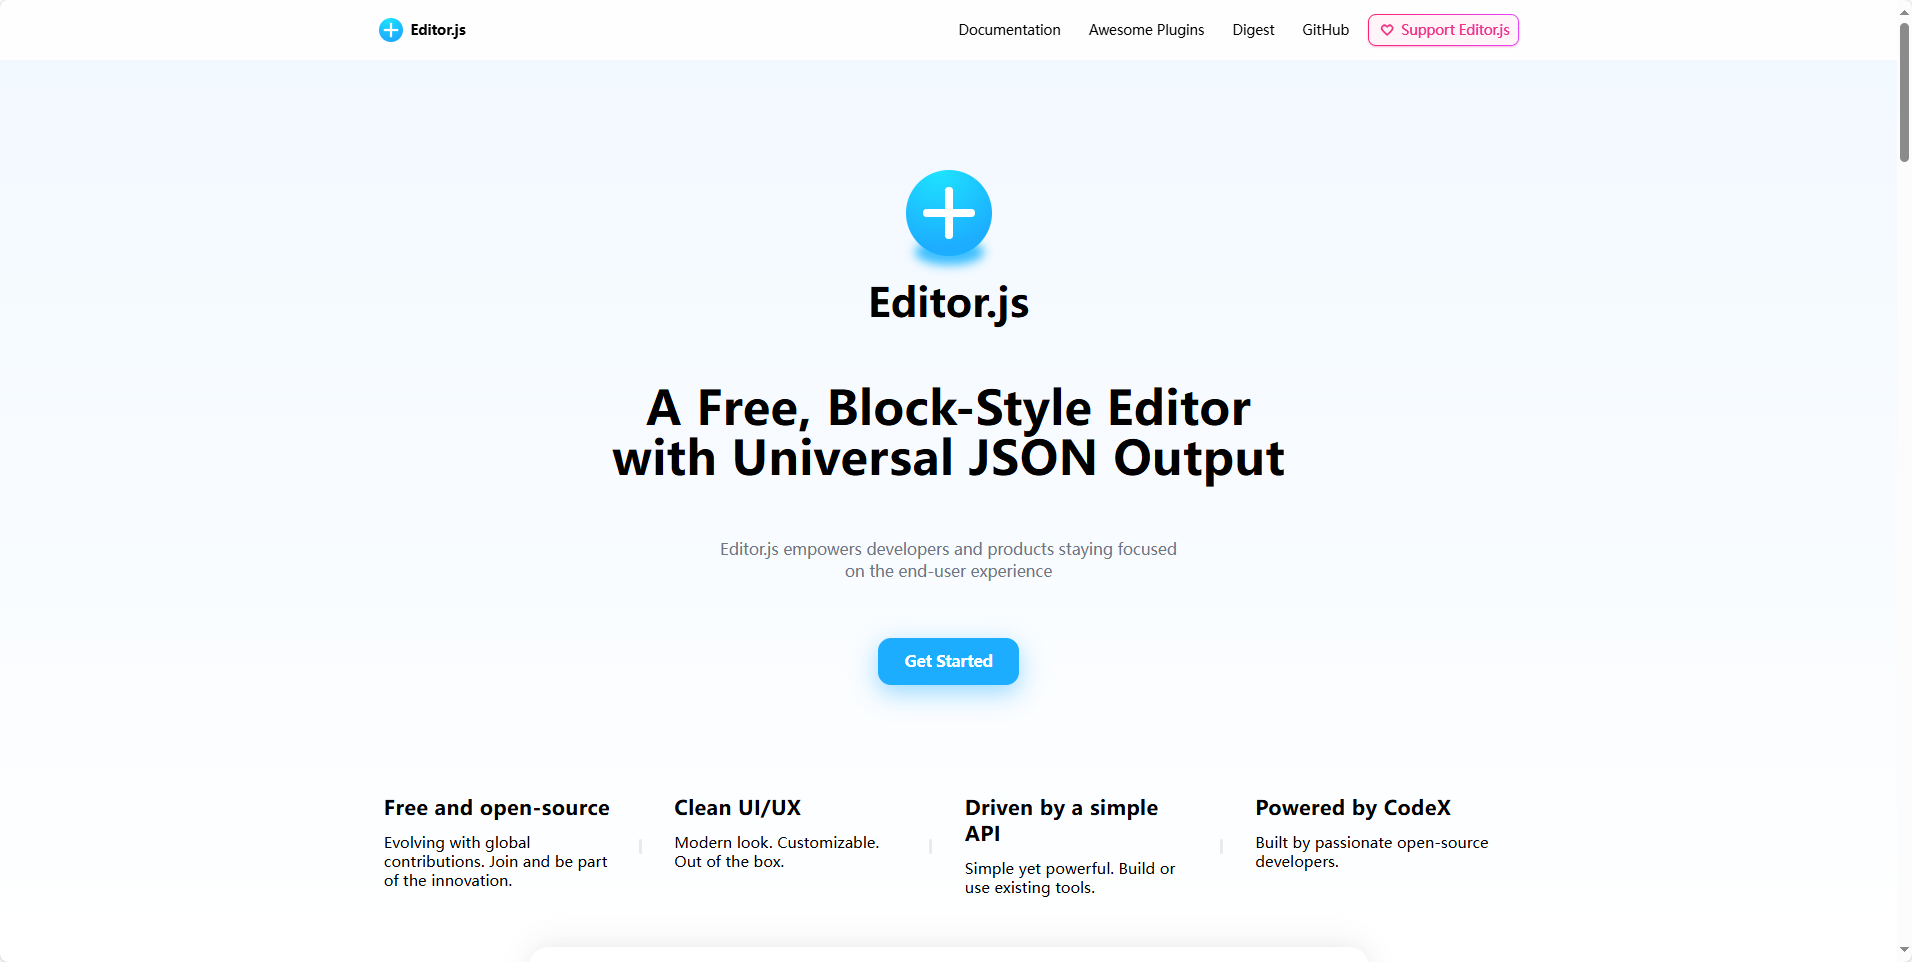 Editor.js
Documentation
Awesome Plugins
Digest
GitHub
Support Editor.js
Editor.js
A Free, Block-Style Editor
with Universal JSON Output
Editor.js empowers developers and products staying focused
on the end-user experience
Get Started
Free and open-source
Evolving with global
contributions. Join and be part
of the innovation.
Clean UI/UX
Modern look. Customizable.
Out of the box.
Driven by a simple
API
Simple yet powerful. Build or
use existing tools.
Powered by CodeX
Built by passionate open-source
developers.